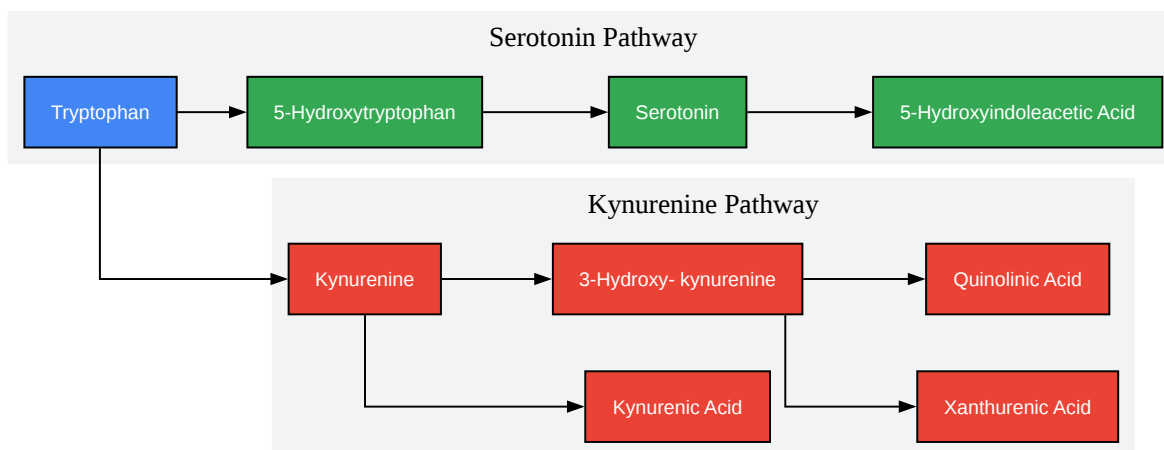 Serotonin Pathway
Tryptophan
5-Hydroxytryptophan
Serotonin
5-Hydroxyindoleacetic Acid
Kynurenine Pathway
Kynurenine
3-Hydroxy- kynurenine
Quinolinic Acid
Kynurenic Acid
Xanthurenic Acid